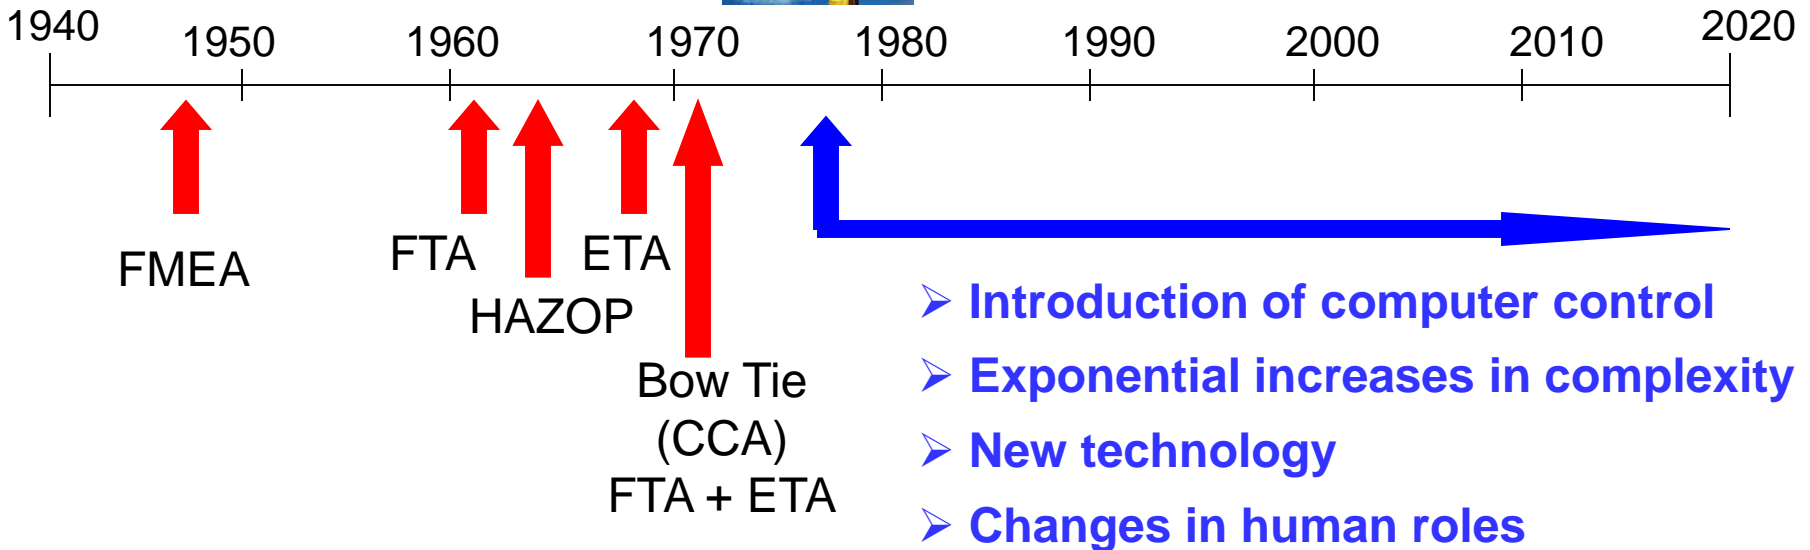 1940 1950 1960 1970 1980 1990 2000 2010 2020
FMEA
FTA
ETA
HAZOP
Bow Tie
(CCA)
FTA + ETA
➢ Introduction of computer control
➢ Exponential increases in complexity
➢ New technology
➢ Changes in human roles